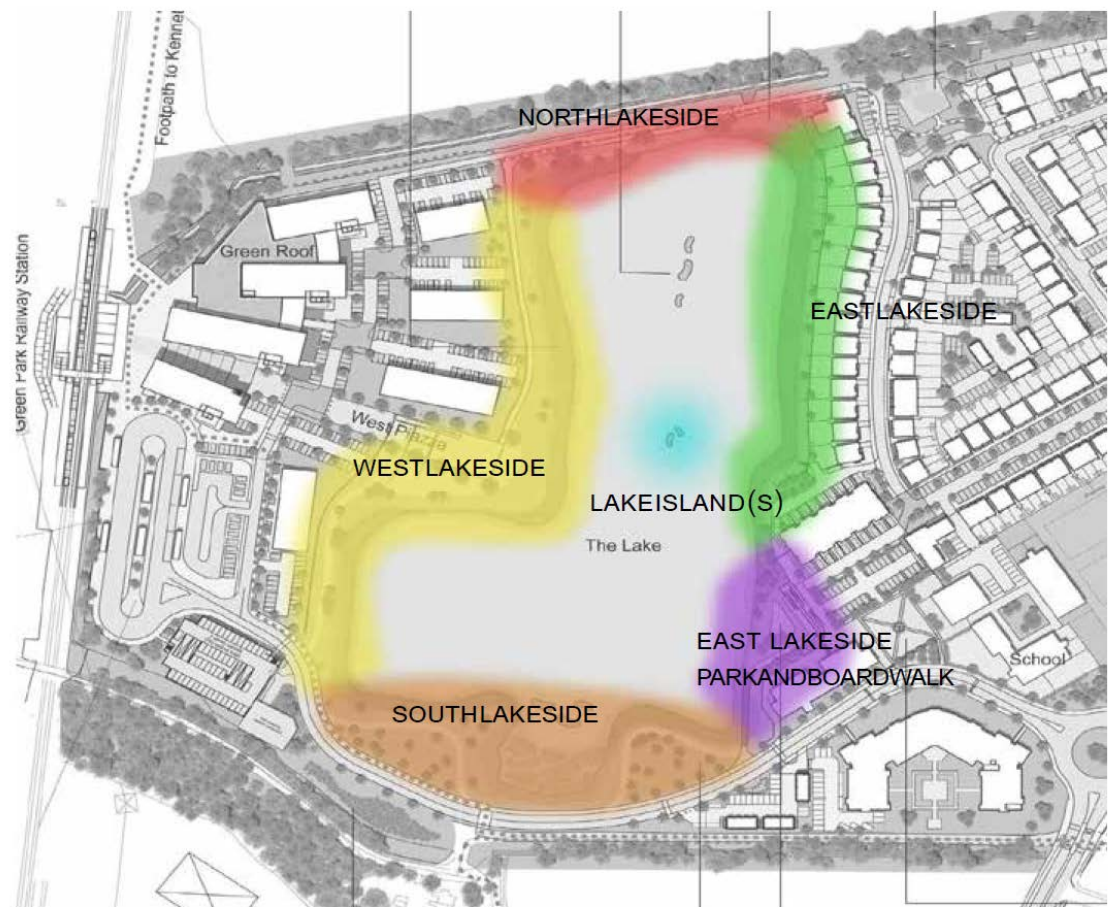 Footpath to Kennet
NORTHLAKESIDE
Green Roof
Green Park Railway Station
EASTLAKESIDE
West Piazza
WESTLAKESIDE
LAKEISLAND(S)
The Lake
EAST LAKESIDE
PARKANDBOARDWALK
School
SOUTHLAKESIDE